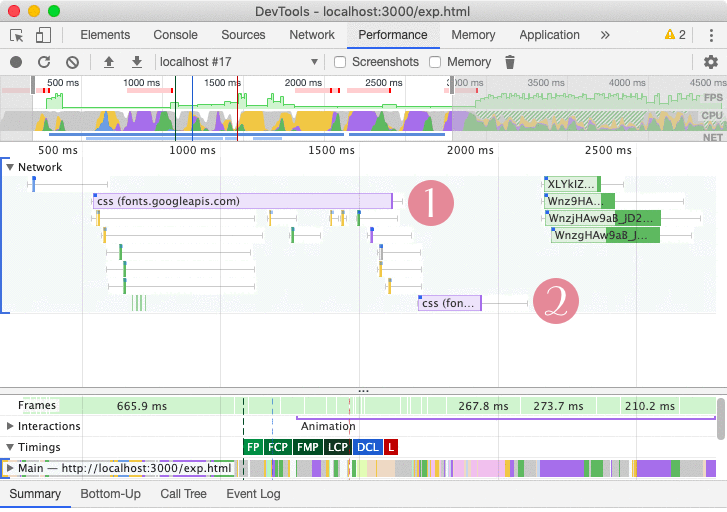 DevTools - localhost:3000/exp.html
Elements Sources Network Performance Memory Application » 2
localhost #17 Screenshots Memory
500 ms 1000 ms 1500 ms 2000 ms 2500 ms 3000 ms 3500 ms 4000 ms 4500 ms
FPS
CPU
NET
500 ms 1000 ms 1500 ms 2000 ms 2500 ms
Network
XLYkIZ...
css (fonts.googleapis.com) 1 Wnz9HA...
WnzjHAw9aB_JD2...
WnzgHAw9aB_J...
css (fon... 2
...
Frames 665.9 ms 267.8 ms 273.7 ms 210.2 ms
Interactions Animation
Timings FP FCP FMP LCP DCL L
Main — http://localhost:3000/exp.html
Summary Bottom-Up Call Tree Event Log